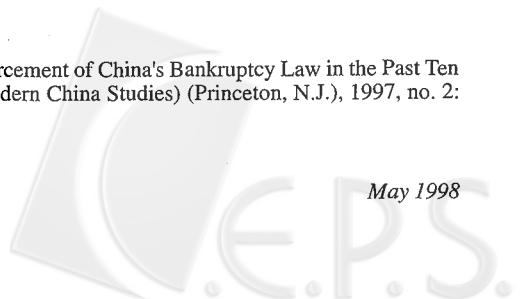 rcement of China's Bankruptcy Law in the Past Ten
dern China Studies) (Princeton, N.J.), 1997, no. 2:
May 1998
C.E.P.S.